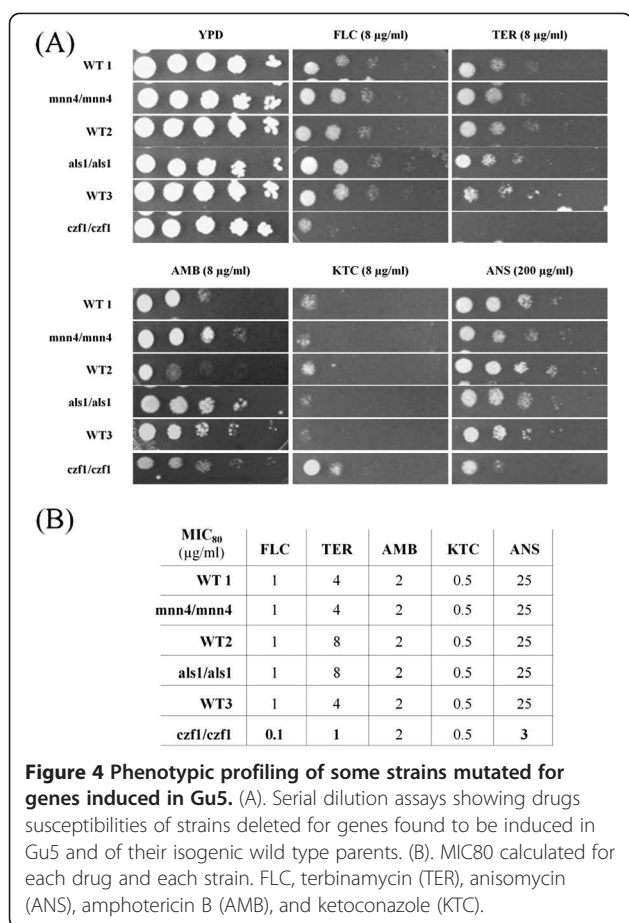 (A)
YPD FLC (8 µg/ml) TER (8 µg/ml)
WT 1
mnn4/mnn4
WT2
als1/als1
WT3
czf1/czf1
AMB (8 µg/ml) KTC (8 µg/ml) ANS (200 µg/ml)
WT 1
mnn4/mnn4
WT2
als1/als1
WT3
czf1/czf1
(B)
MIC80 (µg/ml) FLC TER AMB KTC ANS
WT 1 1 4 2 0.5 25
mnn4/mnn4 1 4 2 0.5 25
WT2 1 8 2 0.5 25
als1/als1 1 8 2 0.5 25
WT3 1 4 2 0.5 25
czf1/czf1 0.1 1 2 0.5 3
Figure 4 Phenotypic profiling of some strains mutated for
genes induced in Gu5. (A). Serial dilution assays showing drugs
susceptibilities of strains deleted for genes found to be induced in
Gu5 and of their isogenic wild type parents. (B). MIC80 calculated for
each drug and each strain. FLC, terbinamycin (TER), anisomycin
(ANS), amphotericin B (AMB), and ketoconazole (KTC).